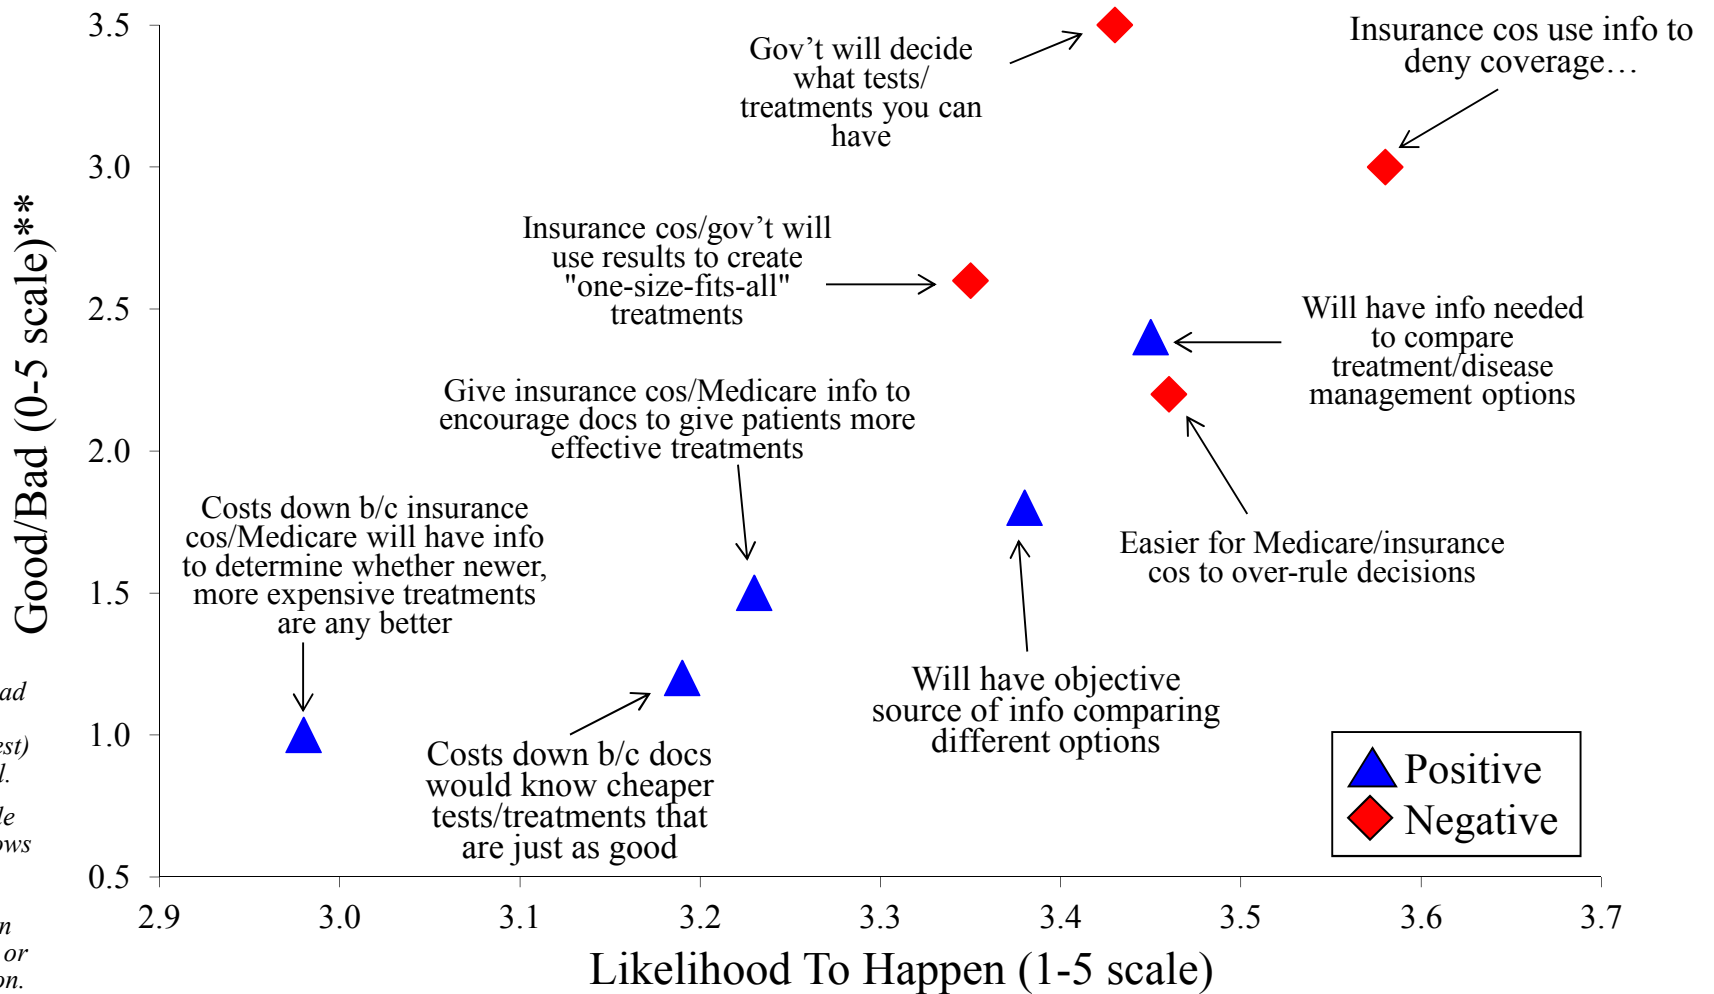 3.5
3.0
2.5
2.0
1.5
1.0
0.5
Good/Bad (0-5 scale)**
Gov’t will decide
what tests/
treatments you can
have
Insurance cos use info to
deny coverage…
Insurance cos/gov’t will
use results to create
"one-size-fits-all"
treatments
Will have info needed
to compare
treatment/disease
management options
Give insurance cos/Medicare info to
encourage docs to give patients more
effective treatments
Costs down b/c insurance
cos/Medicare will have info
to determine whether newer,
more expensive treatments
are any better
Easier for Medicare/insurance
cos to over-rule decisions
Will have objective
source of info comparing
different options
Costs down b/c docs
would know cheaper
tests/treatments that
are just as good
Positive
Negative
ad
est)
l.
le
ows
n
or
on.
2.9 3.0 3.1 3.2 3.3 3.4 3.5 3.6 3.7
Likelihood To Happen (1-5 scale)